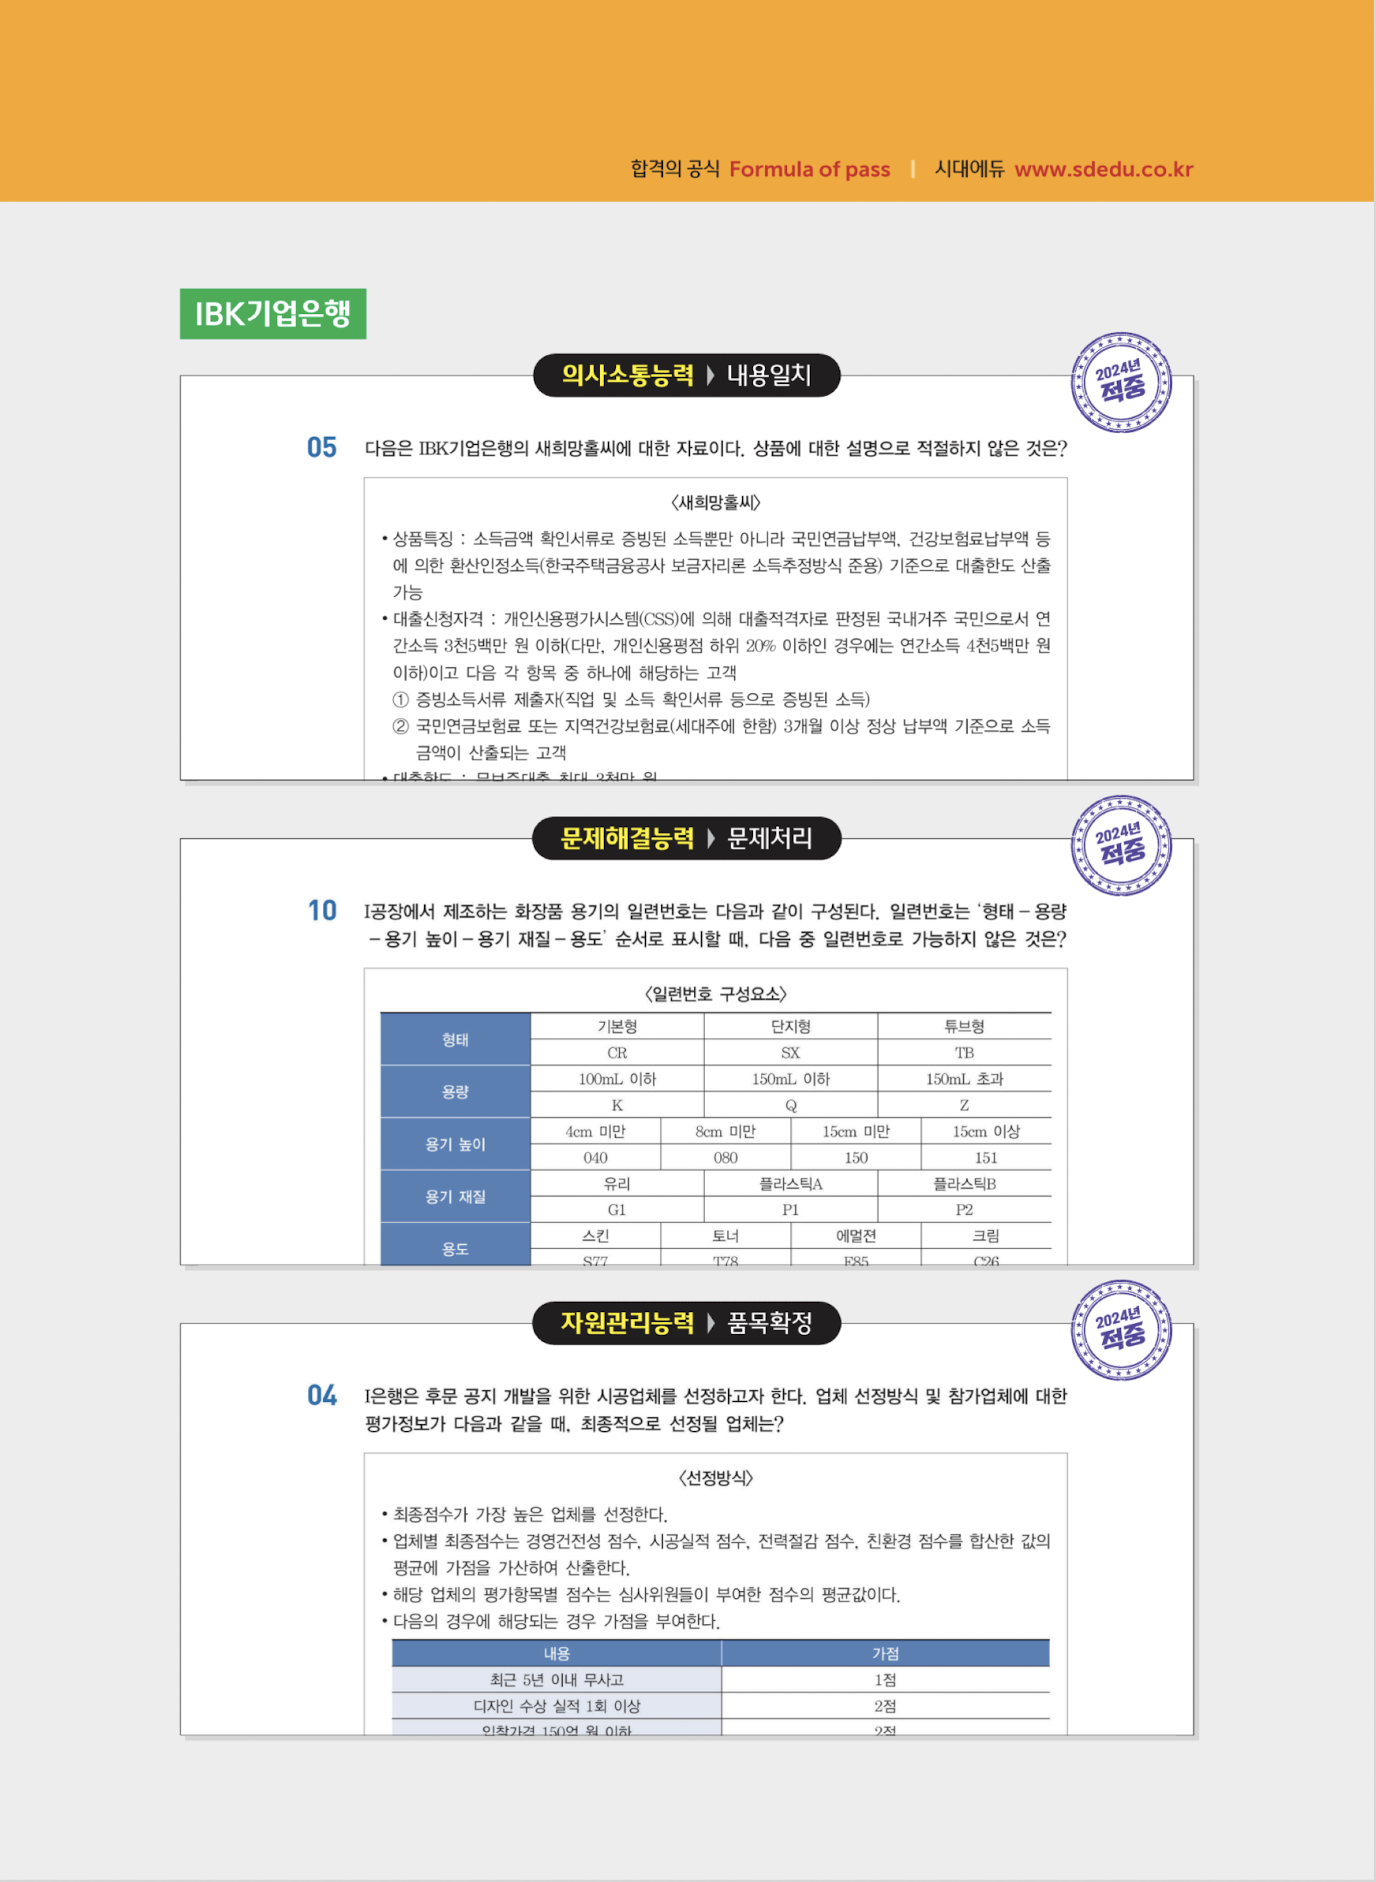 합격의 공식 Formula of pass | 시대에듀 www.sdedu.co.kr
IBK기업은행
의사소통능력 ▶ 내용일치
2024년
적중
05 다음은 IBK기업은행의 새희망홀씨에 대한 자료이다. 상품에 대한 설명으로 적절하지 않은 것은?
〈새희망홀씨〉
• 상품특징 : 소득금액 확인서류로 증빙된 소득뿐만 아니라 국민연금납부액, 건강보험료납부액 등
에 의한 환산인정소득(한국주택금융공사 보금자리론 소득추정방식 준용) 기준으로 대출한도 산출
가능
• 대출신청자격 : 개인신용평가시스템(CSS)에 의해 대출적격자로 판정된 국내거주 국민으로서 연
간소득 3천5백만 원 이하(다만, 개인신용평점 하위 20% 이하인 경우에는 연간소득 4천5백만 원
이하)이고 다음 각 항목 중 하나에 해당하는 고객
① 증빙소득서류 제출자(직업 및 소득 확인서류 등으로 증빙된 소득)
② 국민연금보험료 또는 지역건강보험료(세대주에 한함) 3개월 이상 정상 납부액 기준으로 소득
금액이 산출되는 고객
• 대출한도 : 무보증대출 최대 3천만 원
문제해결능력 ▶ 문제처리
2024년
적중
10 I공장에서 제조하는 화장품 용기의 일련번호는 다음과 같이 구성된다. 일련번호는 '형태 – 용량
– 용기 높이 – 용기 재질 – 용도' 순서로 표시할 때, 다음 중 일련번호로 가능하지 않은 것은?
〈일련번호 구성요소〉
형태 기본형 단지형 튜브형
CR SX TB
용량 100mL 이하 150mL 이하 150mL 초과
K Q Z
용기 높이 4cm 미만 8cm 미만 15cm 미만 15cm 이상
040 080 150 151
용기 재질 유리 플라스틱A 플라스틱B
G1 P1 P2
용도 스킨 토너 에멀젼 크림
S77 T78 E85 C26
자원관리능력 ▶ 품목확정
2024년
적중
04 I은행은 후문 공지 개발을 위한 시공업체를 선정하고자 한다. 업체 선정방식 및 참가업체에 대한
평가정보가 다음과 같을 때, 최종적으로 선정될 업체는?
〈선정방식〉
• 최종점수가 가장 높은 업체를 선정한다.
• 업체별 최종점수는 경영건전성 점수, 시공실적 점수, 전력절감 점수, 친환경 점수를 합산한 값의
평균에 가점을 가산하여 산출한다.
• 해당 업체의 평가항목별 점수는 심사위원들이 부여한 점수의 평균값이다.
• 다음의 경우에 해당되는 경우 가점을 부여한다.
내용 가점
최근 5년 이내 무사고 1점
디자인 수상 실적 1회 이상 2점
입찰가격 150억 원 이하 2점